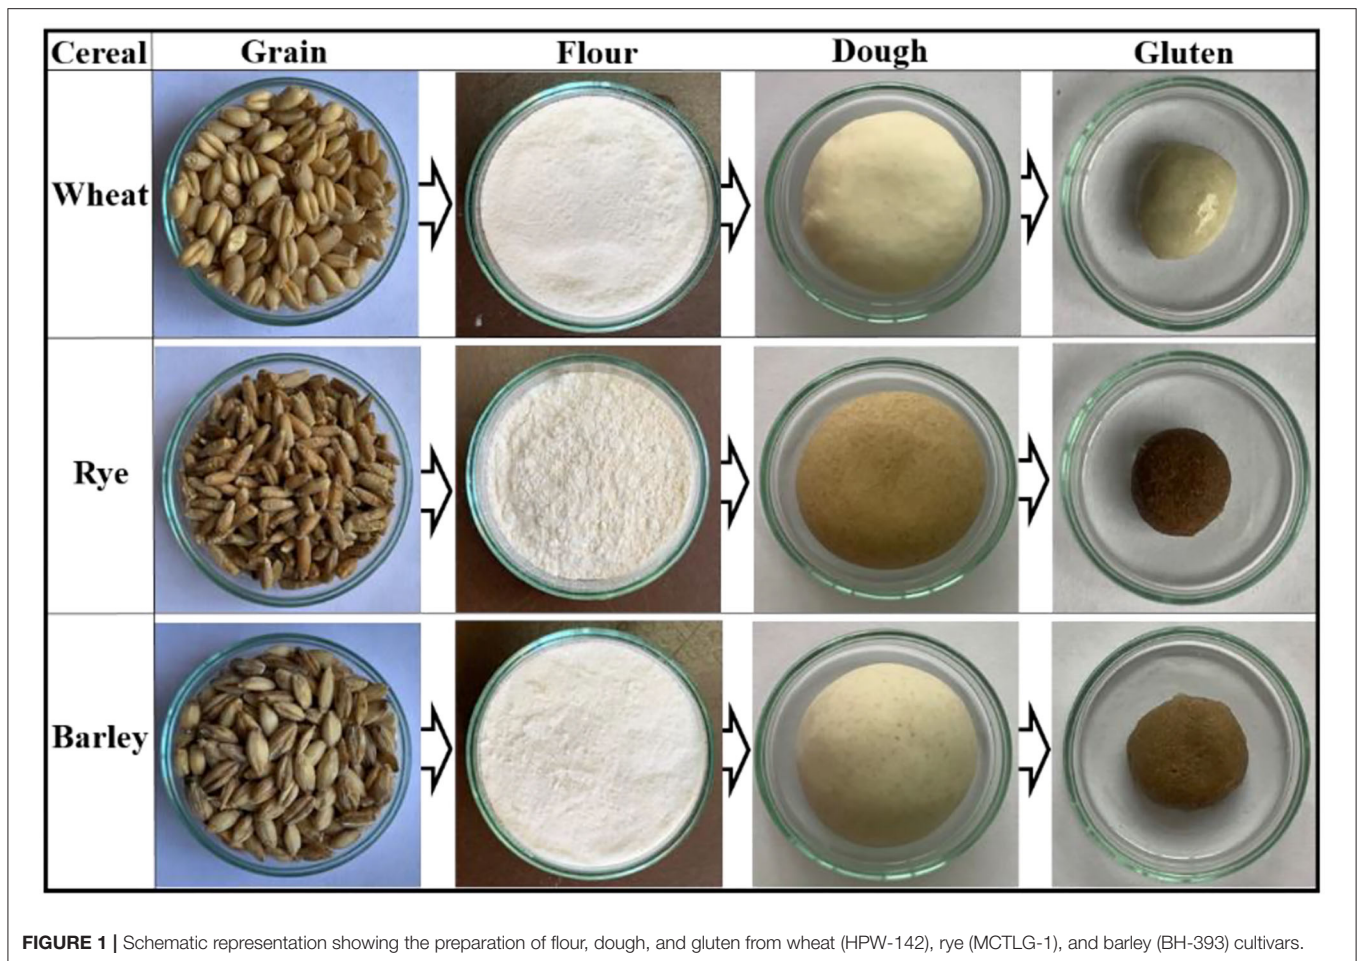 Cereal Grain Flour Dough Gluten
Wheat
Rye
Barley
FIGURE 1 | Schematic representation showing the preparation of flour, dough, and gluten from wheat (HPW-142), rye (MCTLG-1), and barley (BH-393) cultivars.